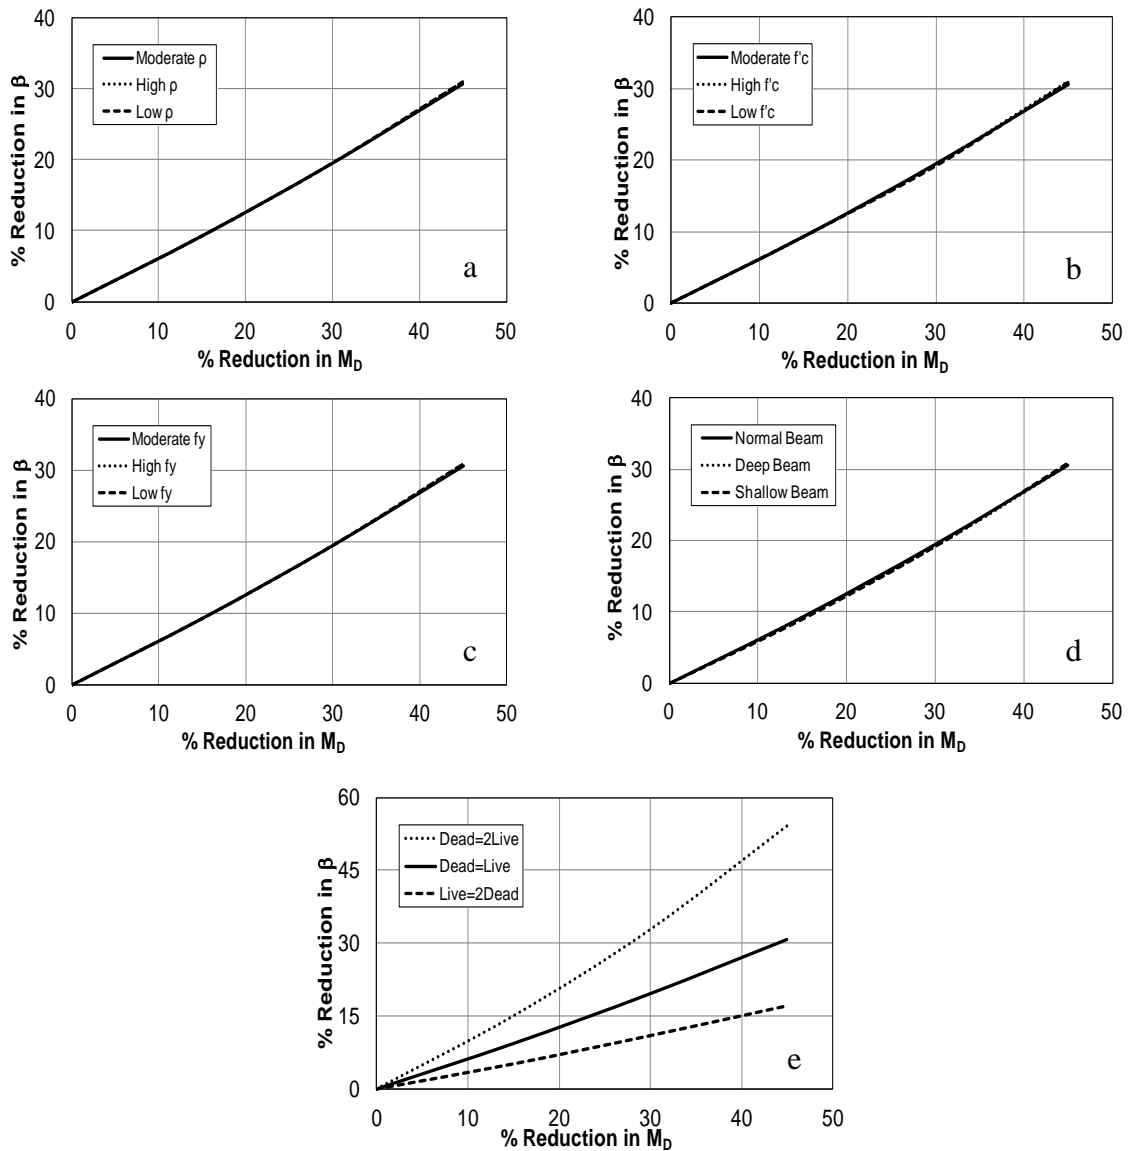 40
30
20
10
0
% Reduction in β
Moderate ρ
High ρ
Low ρ
a
0 10 20 30 40 50
% Reduction in M_D
40
30
20
10
0
% Reduction in β
Moderate f'c
High f'c
Low f'c
b
0 10 20 30 40 50
% Reduction in M_D
40
30
20
10
0
% Reduction in β
Moderate fy
High fy
Low fy
c
0 10 20 30 40 50
% Reduction in M_D
40
30
20
10
0
% Reduction in β
Normal Beam
Deep Beam
Shallow Beam
d
0 10 20 30 40 50
% Reduction in M_D
60
45
30
15
0
% Reduction in β
Dead=2Live
Dead=Live
Live=2Dead
e
0 10 20 30 40 50
% Reduction in M_D